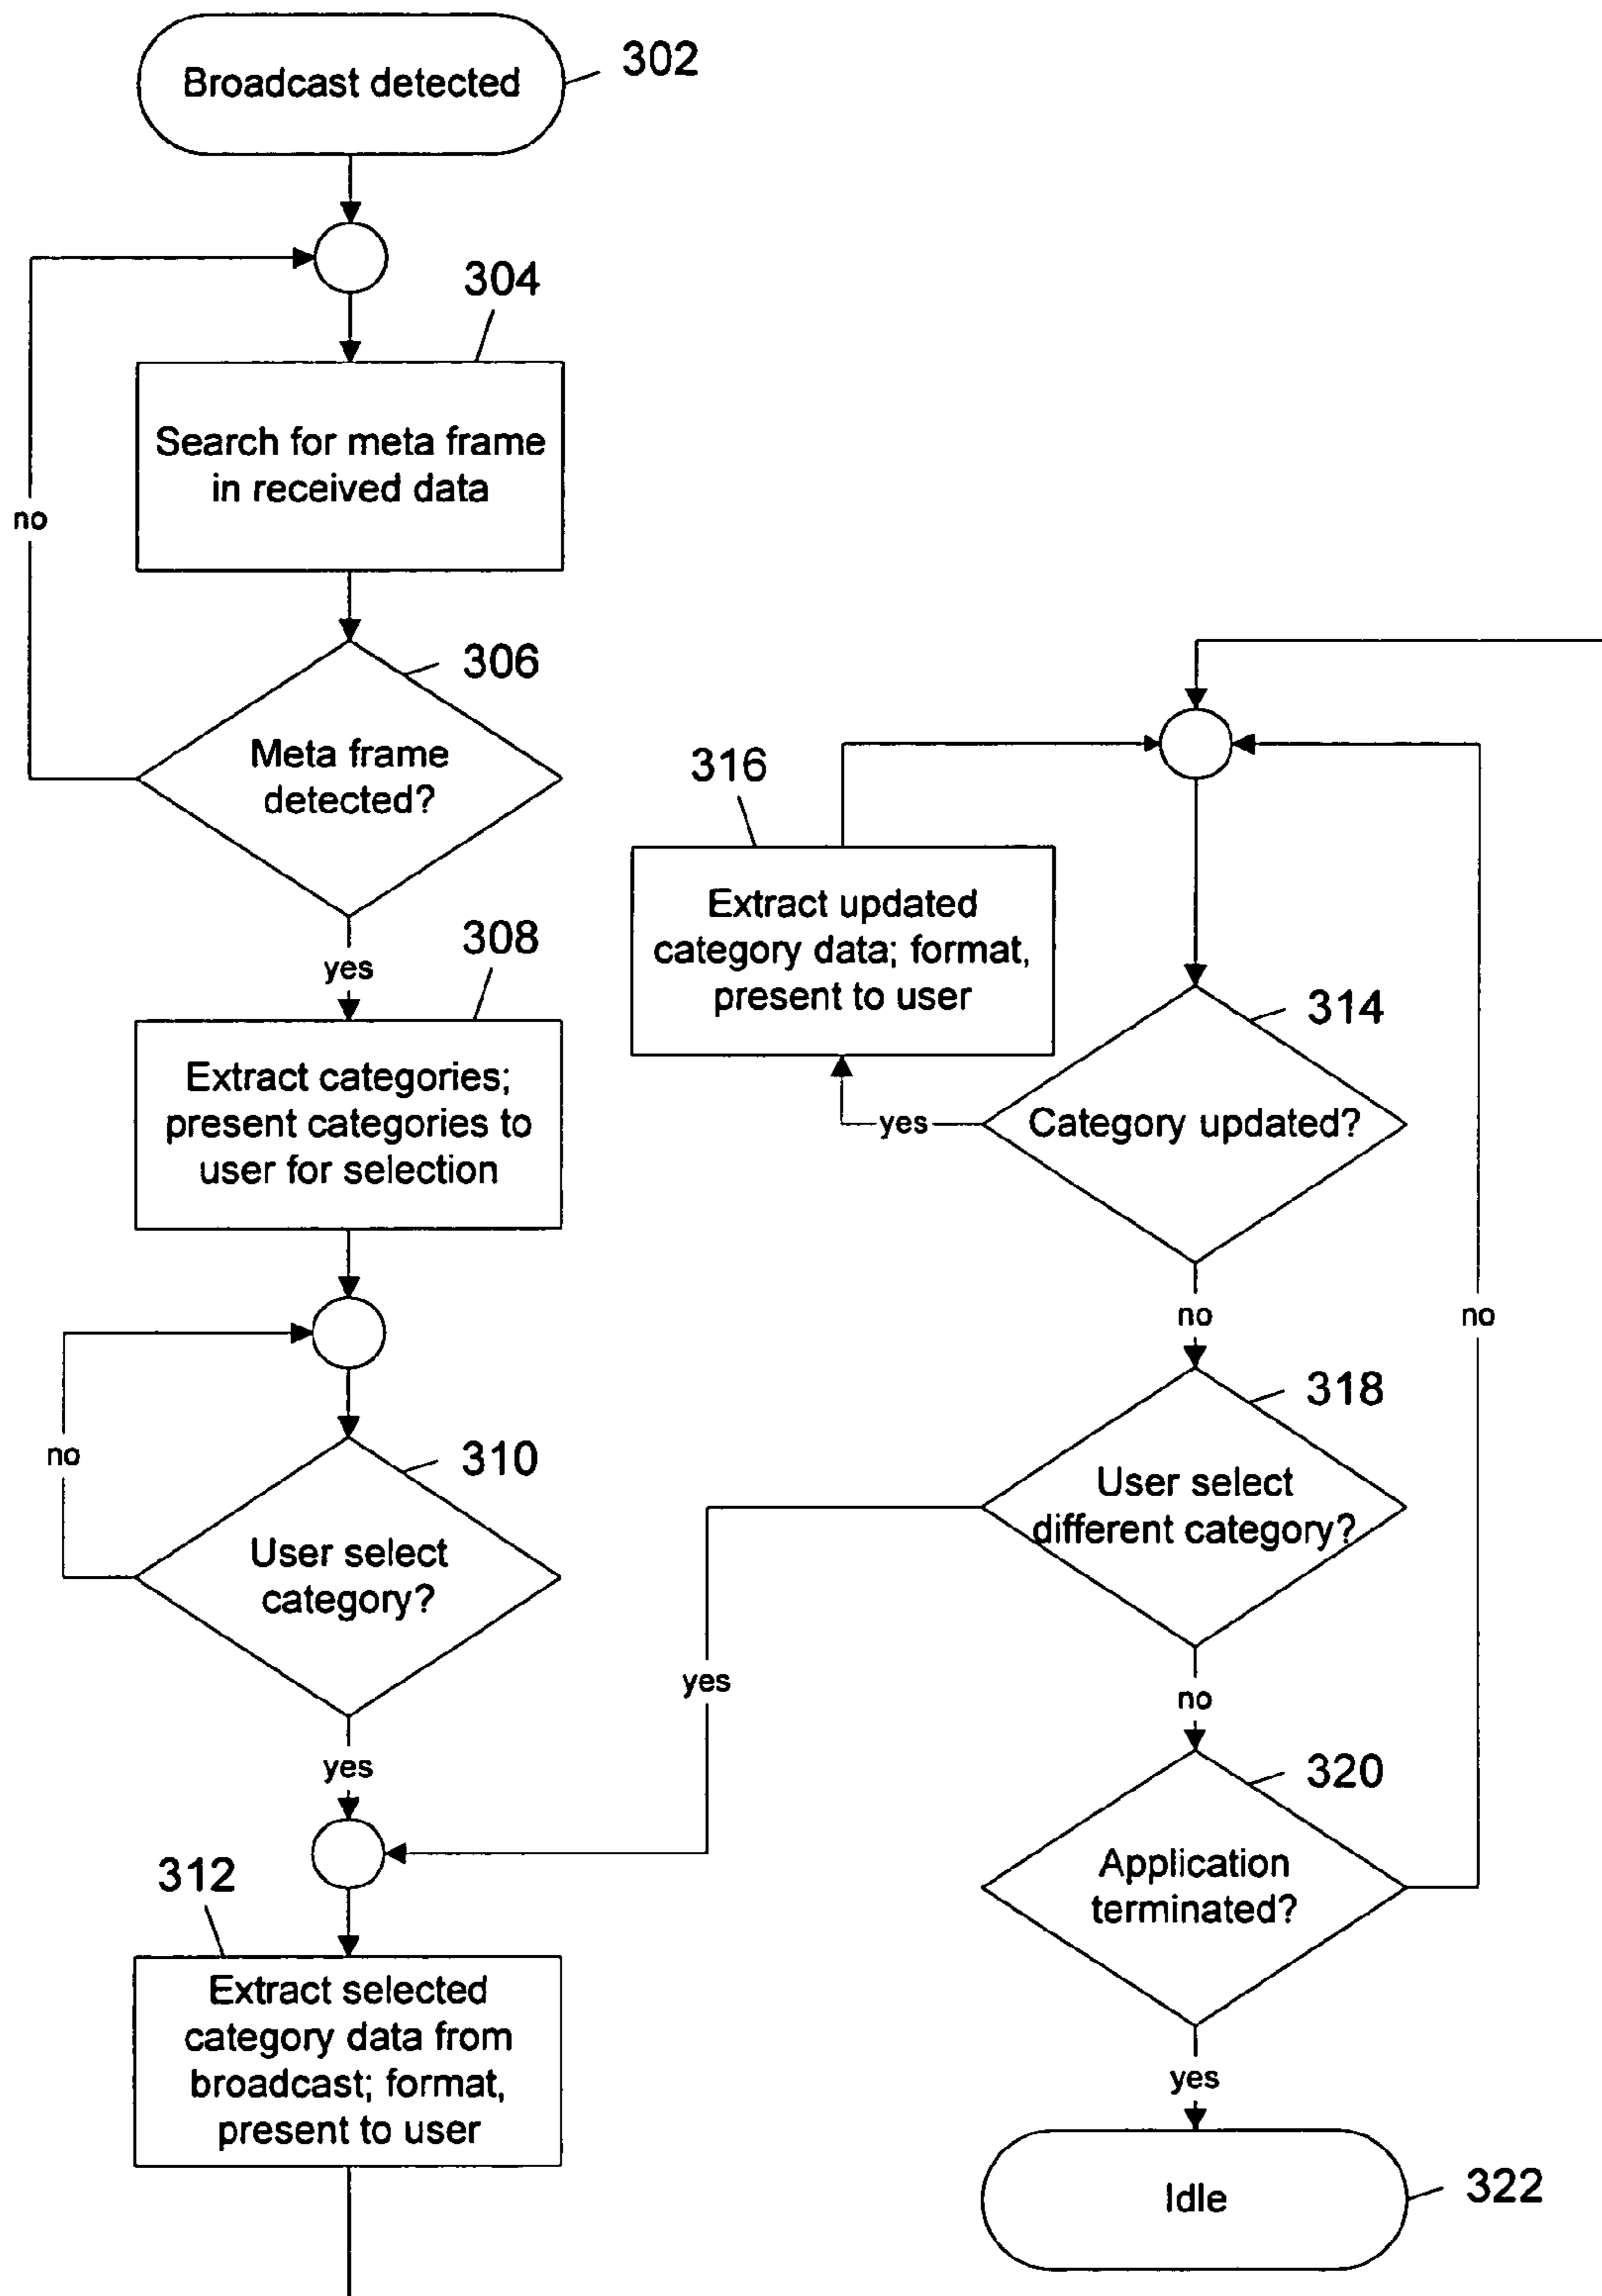 Broadcast detected
302
304
Search for meta frame
in received data
no
306
Meta frame
detected?
yes
308
Extract categories;
present categories to
user for selection
no
310
User select
category?
yes
312
Extract selected
category data from
broadcast; format,
present to user
316
Extract updated
category data; format,
present to user
314
Category updated?
yes
no
no
318
User select
different category?
yes
no
320
Application
terminated?
yes
Idle
322